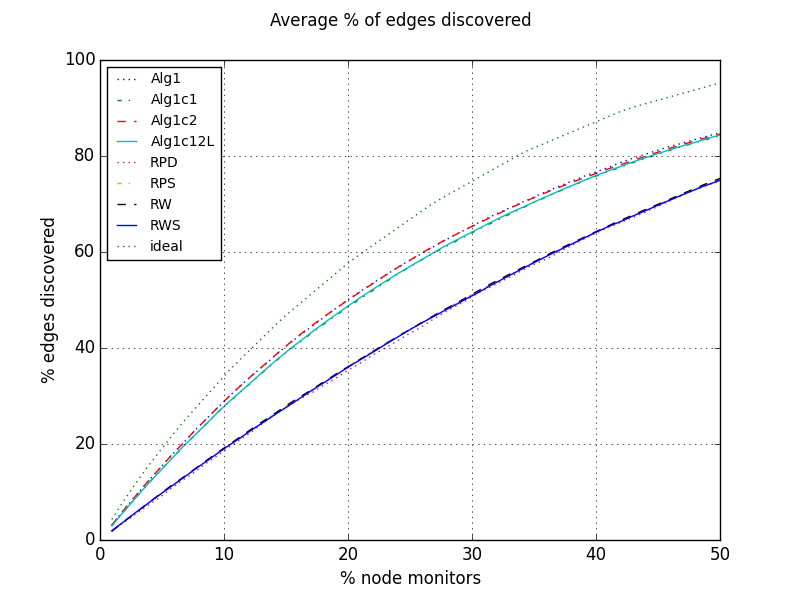 Average % of edges discovered
100
80
60
40
20
0
% edges discovered
Alg1
Alg1c1
Alg1c2
Alg1c12L
RPD
RPS
RW
RWS
ideal
0 10 20 30 40 50
% node monitors